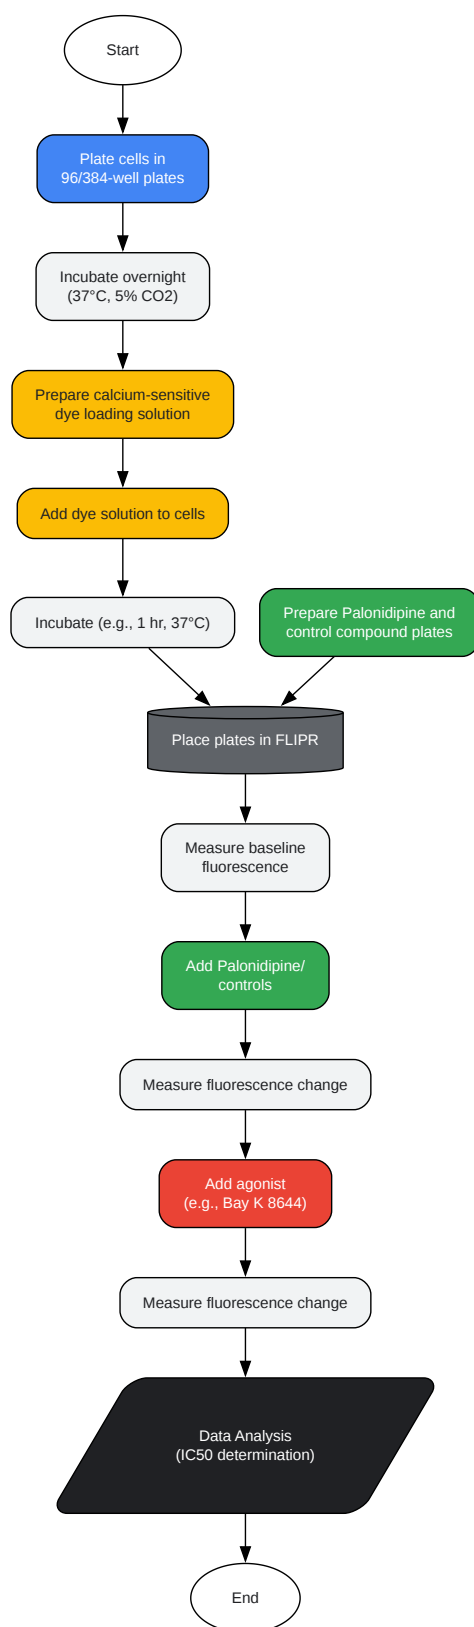 Start
Plate cells in
96/384-well plates
Incubate overnight
(37°C, 5% CO2)
Prepare calcium-sensitive
dye loading solution
Add dye solution to cells
Incubate (e.g., 1 hr, 37°C)
Prepare Palonidipine and
control compound plates
Place plates in FLIPR
Measure baseline
fluorescence
Add Palonidipine/
controls
Measure fluorescence change
Add agonist
(e.g., Bay K 8644)
Measure fluorescence change
Data Analysis
(IC50 determination)
End